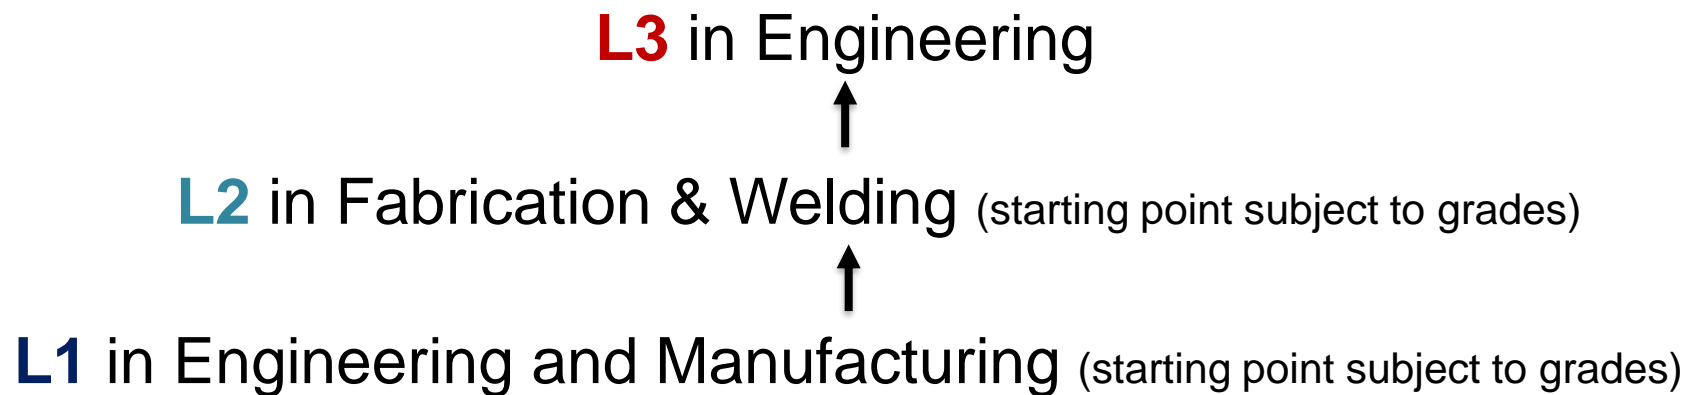 L3 in Engineering
L2 in Fabrication & Welding (starting point subject to grades)
L1 in Engineering and Manufacturing (starting point subject to grades)